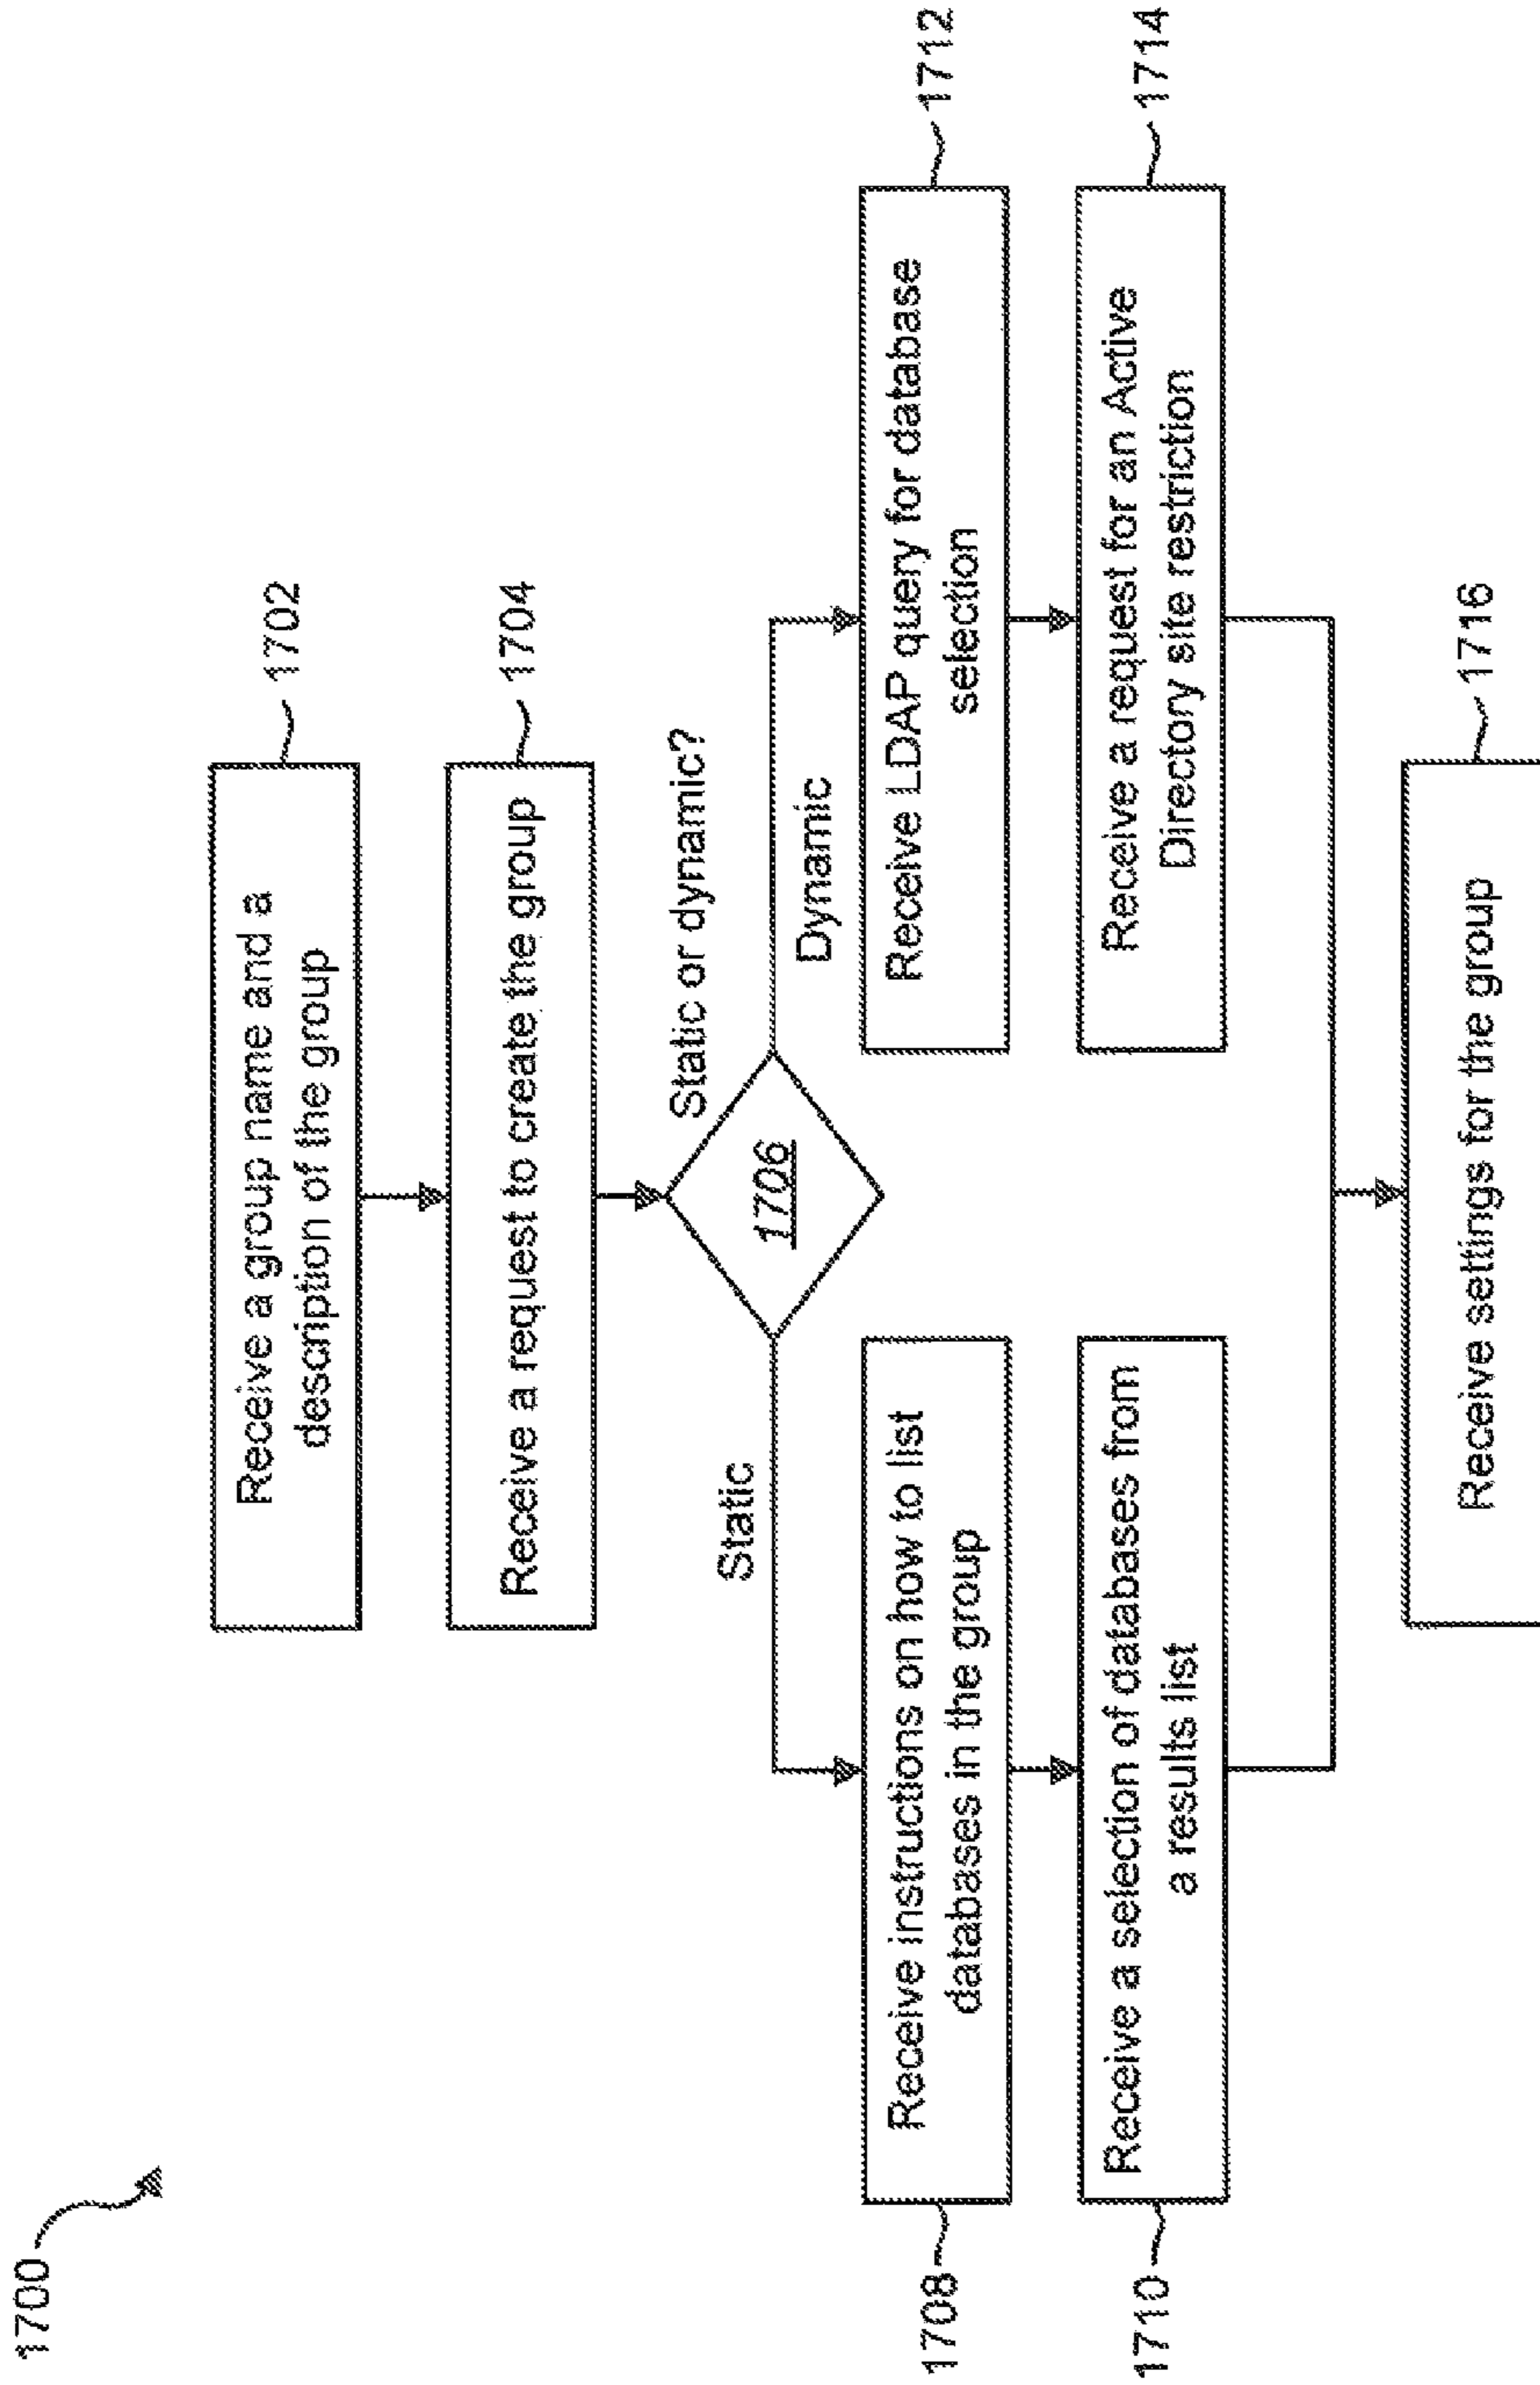 1700
Receive a group name and a
description of the group
1702
Receive a request to create the group
1704
Static or dynamic?
1706
Static
Dynamic
Receive instructions on how to list
databases in the group
1708
Receive LDAP query for database
selection
1712
Receive a selection of databases from
a results list
1710
Receive a request for an Active
Directory site restriction
1714
Receive settings for the group
1716